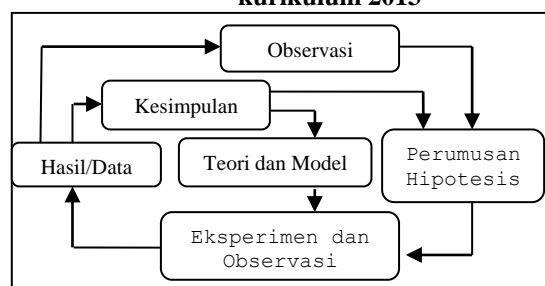 kurikulum 2013
Observasi
Kesimpulan
Hasil/Data
Teori dan Model
Perumusan
Hipotesis
Eksperimen dan
Observasi